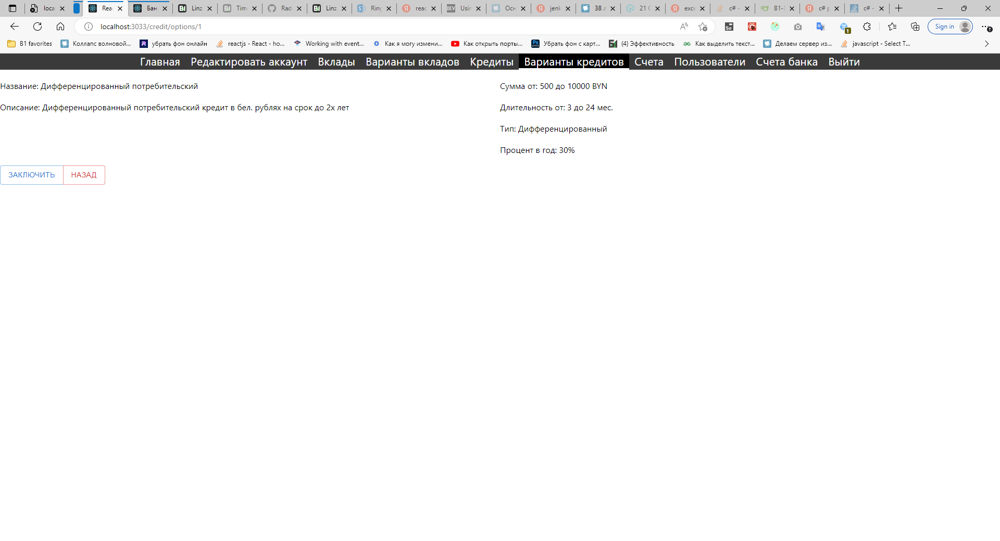 loca
Reac
Бан
Linz
Tim
Rad
Linz
Ring
reac
DEV
Usin
Осн
jenk
38 л
21
exce
c# -
B1-
c# p
c# -
localhost:3033/credit/options/1
Sign in
B1 favorites
Коллапс волновой...
убрать фон онлайн
reactjs - React - ho...
Working with event...
Как я могу измени...
Как открыть порты...
Убрать фон с карт...
(4) Эффективность
Как выделить текст...
Делаем сервер из...
javascript - Select T...
Главная Редактировать аккаунт Вклады Варианты вкладов Кредиты Варианты кредитов Счета Пользователи Счета банка Выйти
Название: Дифференцированный потребительский
Описание: Дифференцированный потребительский кредит в бел. рублях на срок до 2х лет
Сумма от: 500 до 10000 BYN
Длительность от: 3 до 24 мес.
Тип: Дифференцированный
Процент в год: 30%
ЗАКЛЮЧИТЬ НАЗАД